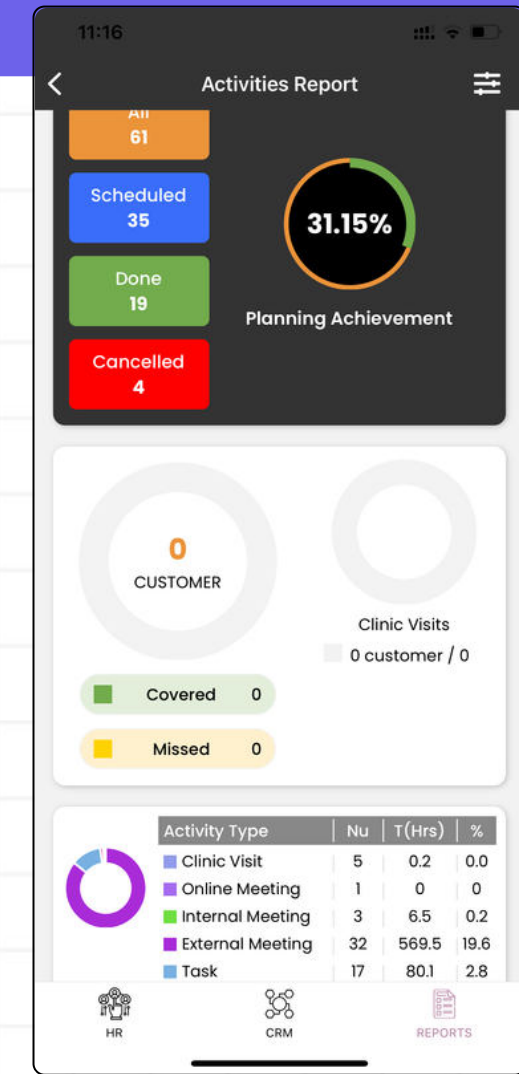 11:16
Activities Report
All
61
Scheduled
35
Done
19
Cancelled
4
31.15%
Planning Achievement
0
CUSTOMER
Covered 0
Missed 0
Clinic Visits
0 customer / 0
Activity Type Nu T(Hrs) %
Clinic Visit 5 0.2 0.0
Online Meeting 1 0 0
Internal Meeting 3 6.5 0.2
External Meeting 32 569.5 19.6
Task 17 80.1 2.8
HR CRM REPORTS